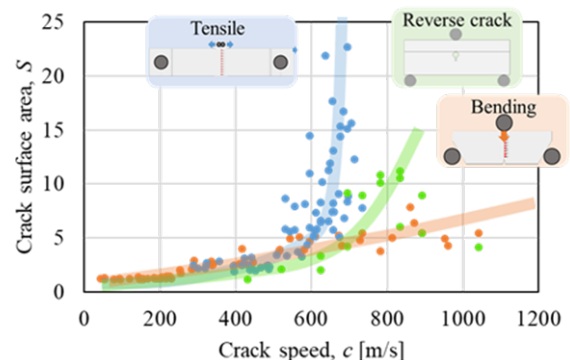 Tensile
Reverse crack
Bending
Crack surface area, S
25
20
15
10
5
0
0 200 400 600 800 1000 1200
Crack speed, c [m/s]